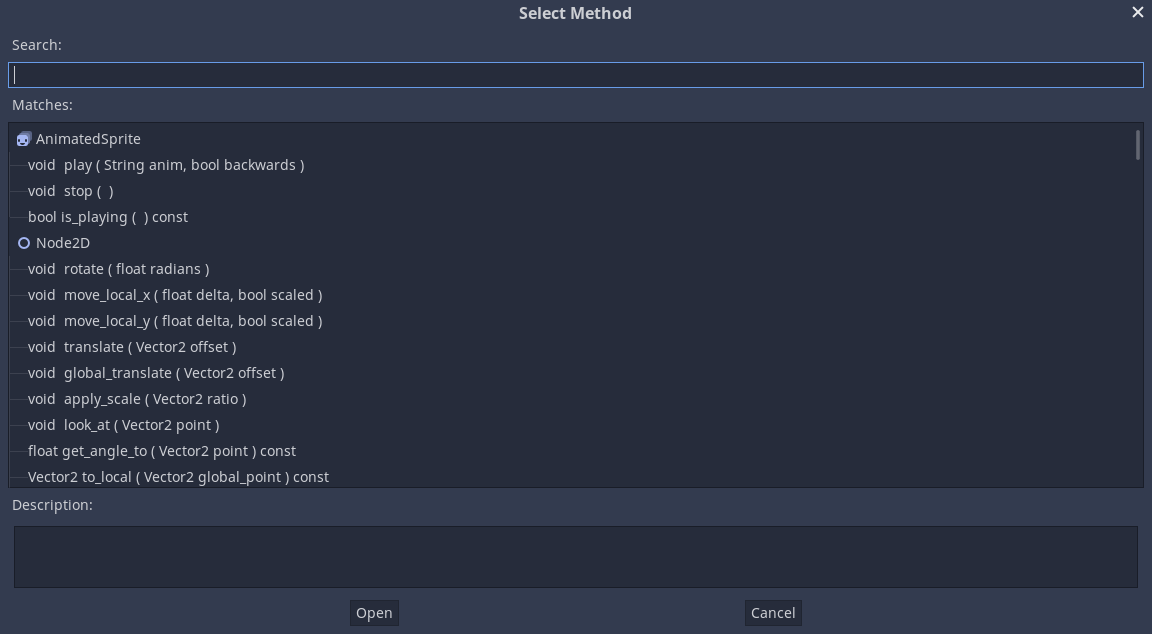 Select Method
Search:
Matches:
AnimatedSprite
void play ( String anim, bool backwards )
void stop ( )
bool is_playing ( ) const
Node2D
void rotate ( float radians )
void move_local_x ( float delta, bool scaled )
void move_local_y ( float delta, bool scaled )
void translate ( Vector2 offset )
void global_translate ( Vector2 offset )
void apply_scale ( Vector2 ratio )
void look_at ( Vector2 point )
float get_angle_to ( Vector2 point ) const
Vector2 to_local ( Vector2 global_point ) const
Description:
Open Cancel